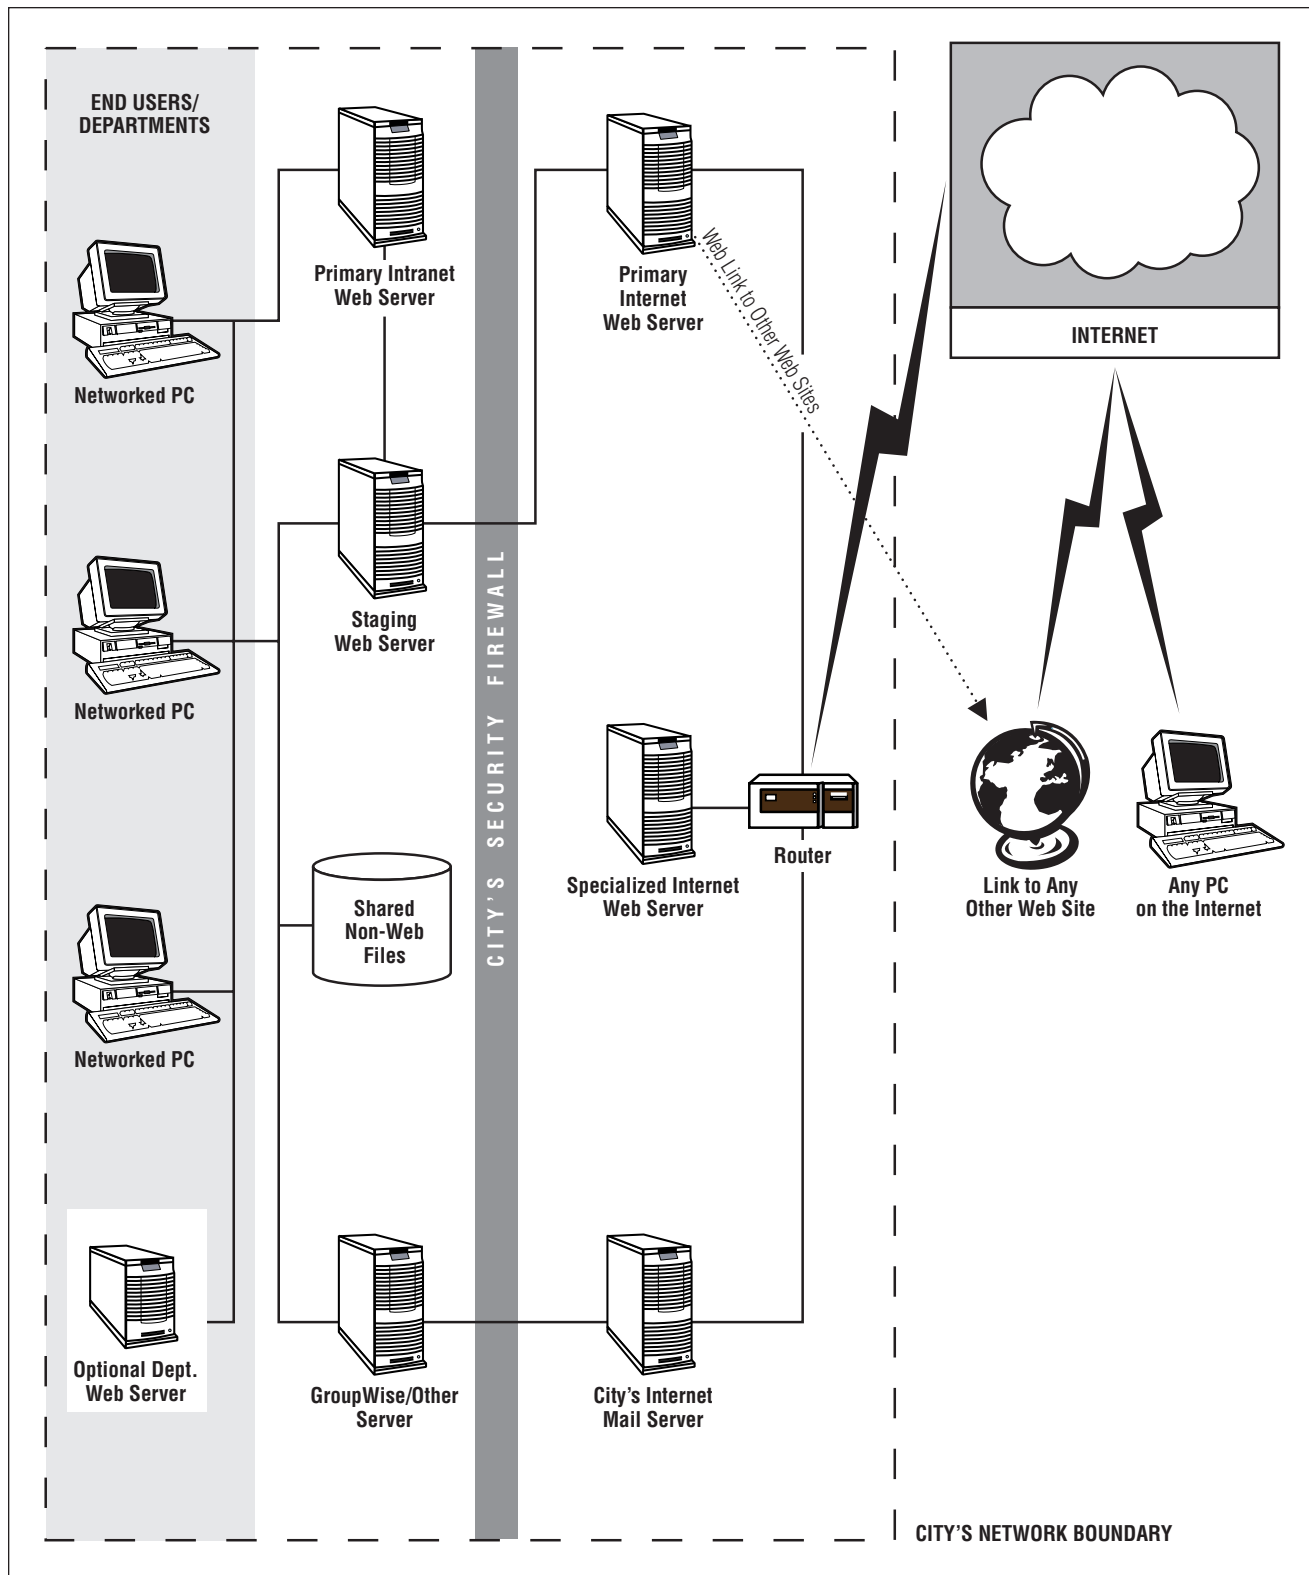 END USERS/
DEPARTMENTS
Primary Intranet
Web Server
Primary
Internet
Web Server
Web Link to Other Web Sites
INTERNET
Networked PC
Staging
Web Server
Networked PC
CITY'S SECURITY FIREWALL
Router
Specialized Internet
Web Server
Link to Any
Other Web Site
Any PC
on the Internet
Shared
Non-Web
Files
Networked PC
Optional Dept.
Web Server
GroupWise/Other
Server
City's Internet
Mail Server
CITY'S NETWORK BOUNDARY